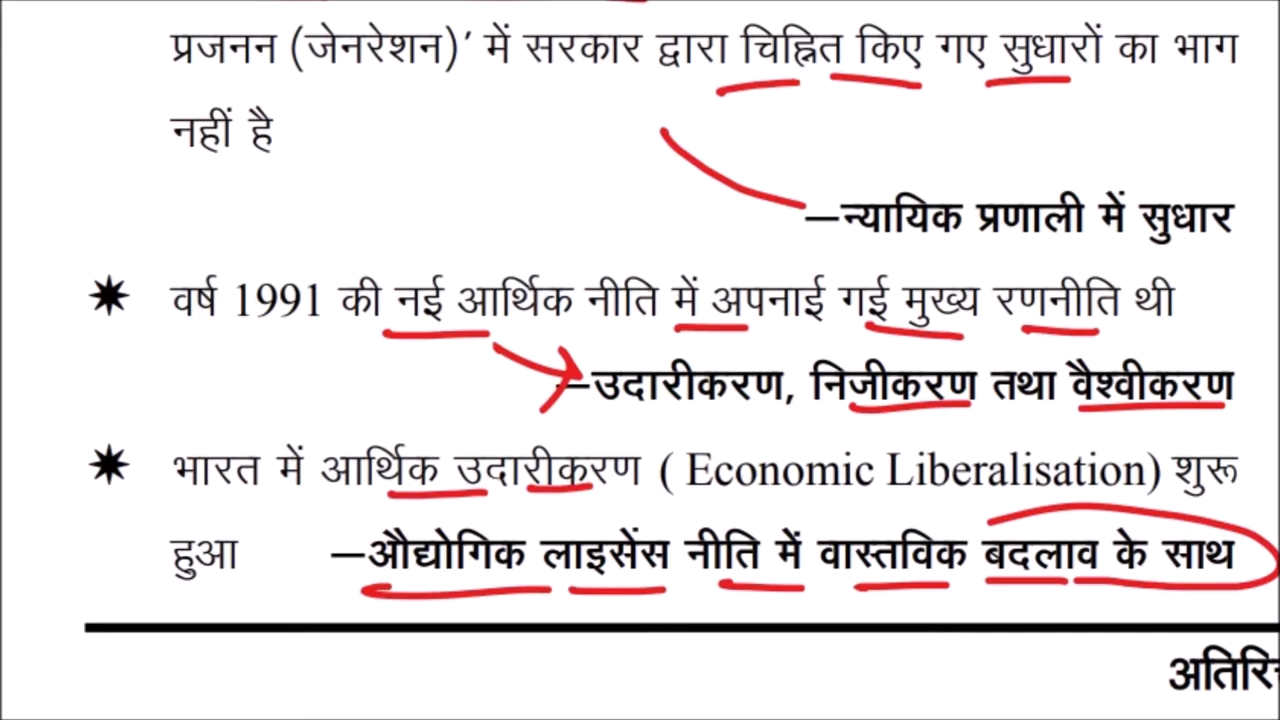 प्रजनन (जेनरेशन)’ में सरकार द्वारा चिह्नित किए गए सुधारों का भाग
नहीं है
—न्यायिक प्रणाली में सुधार
✷ वर्ष 1991 की नई आर्थिक नीति में अपनाई गई मुख्य रणनीति थी
—उदारीकरण, निजीकरण तथा वैश्वीकरण
✷ भारत में आर्थिक उदारीकरण ( Economic Liberalisation) शुरू
हुआ —औद्योगिक लाइसेंस नीति में वास्तविक बदलाव के साथ